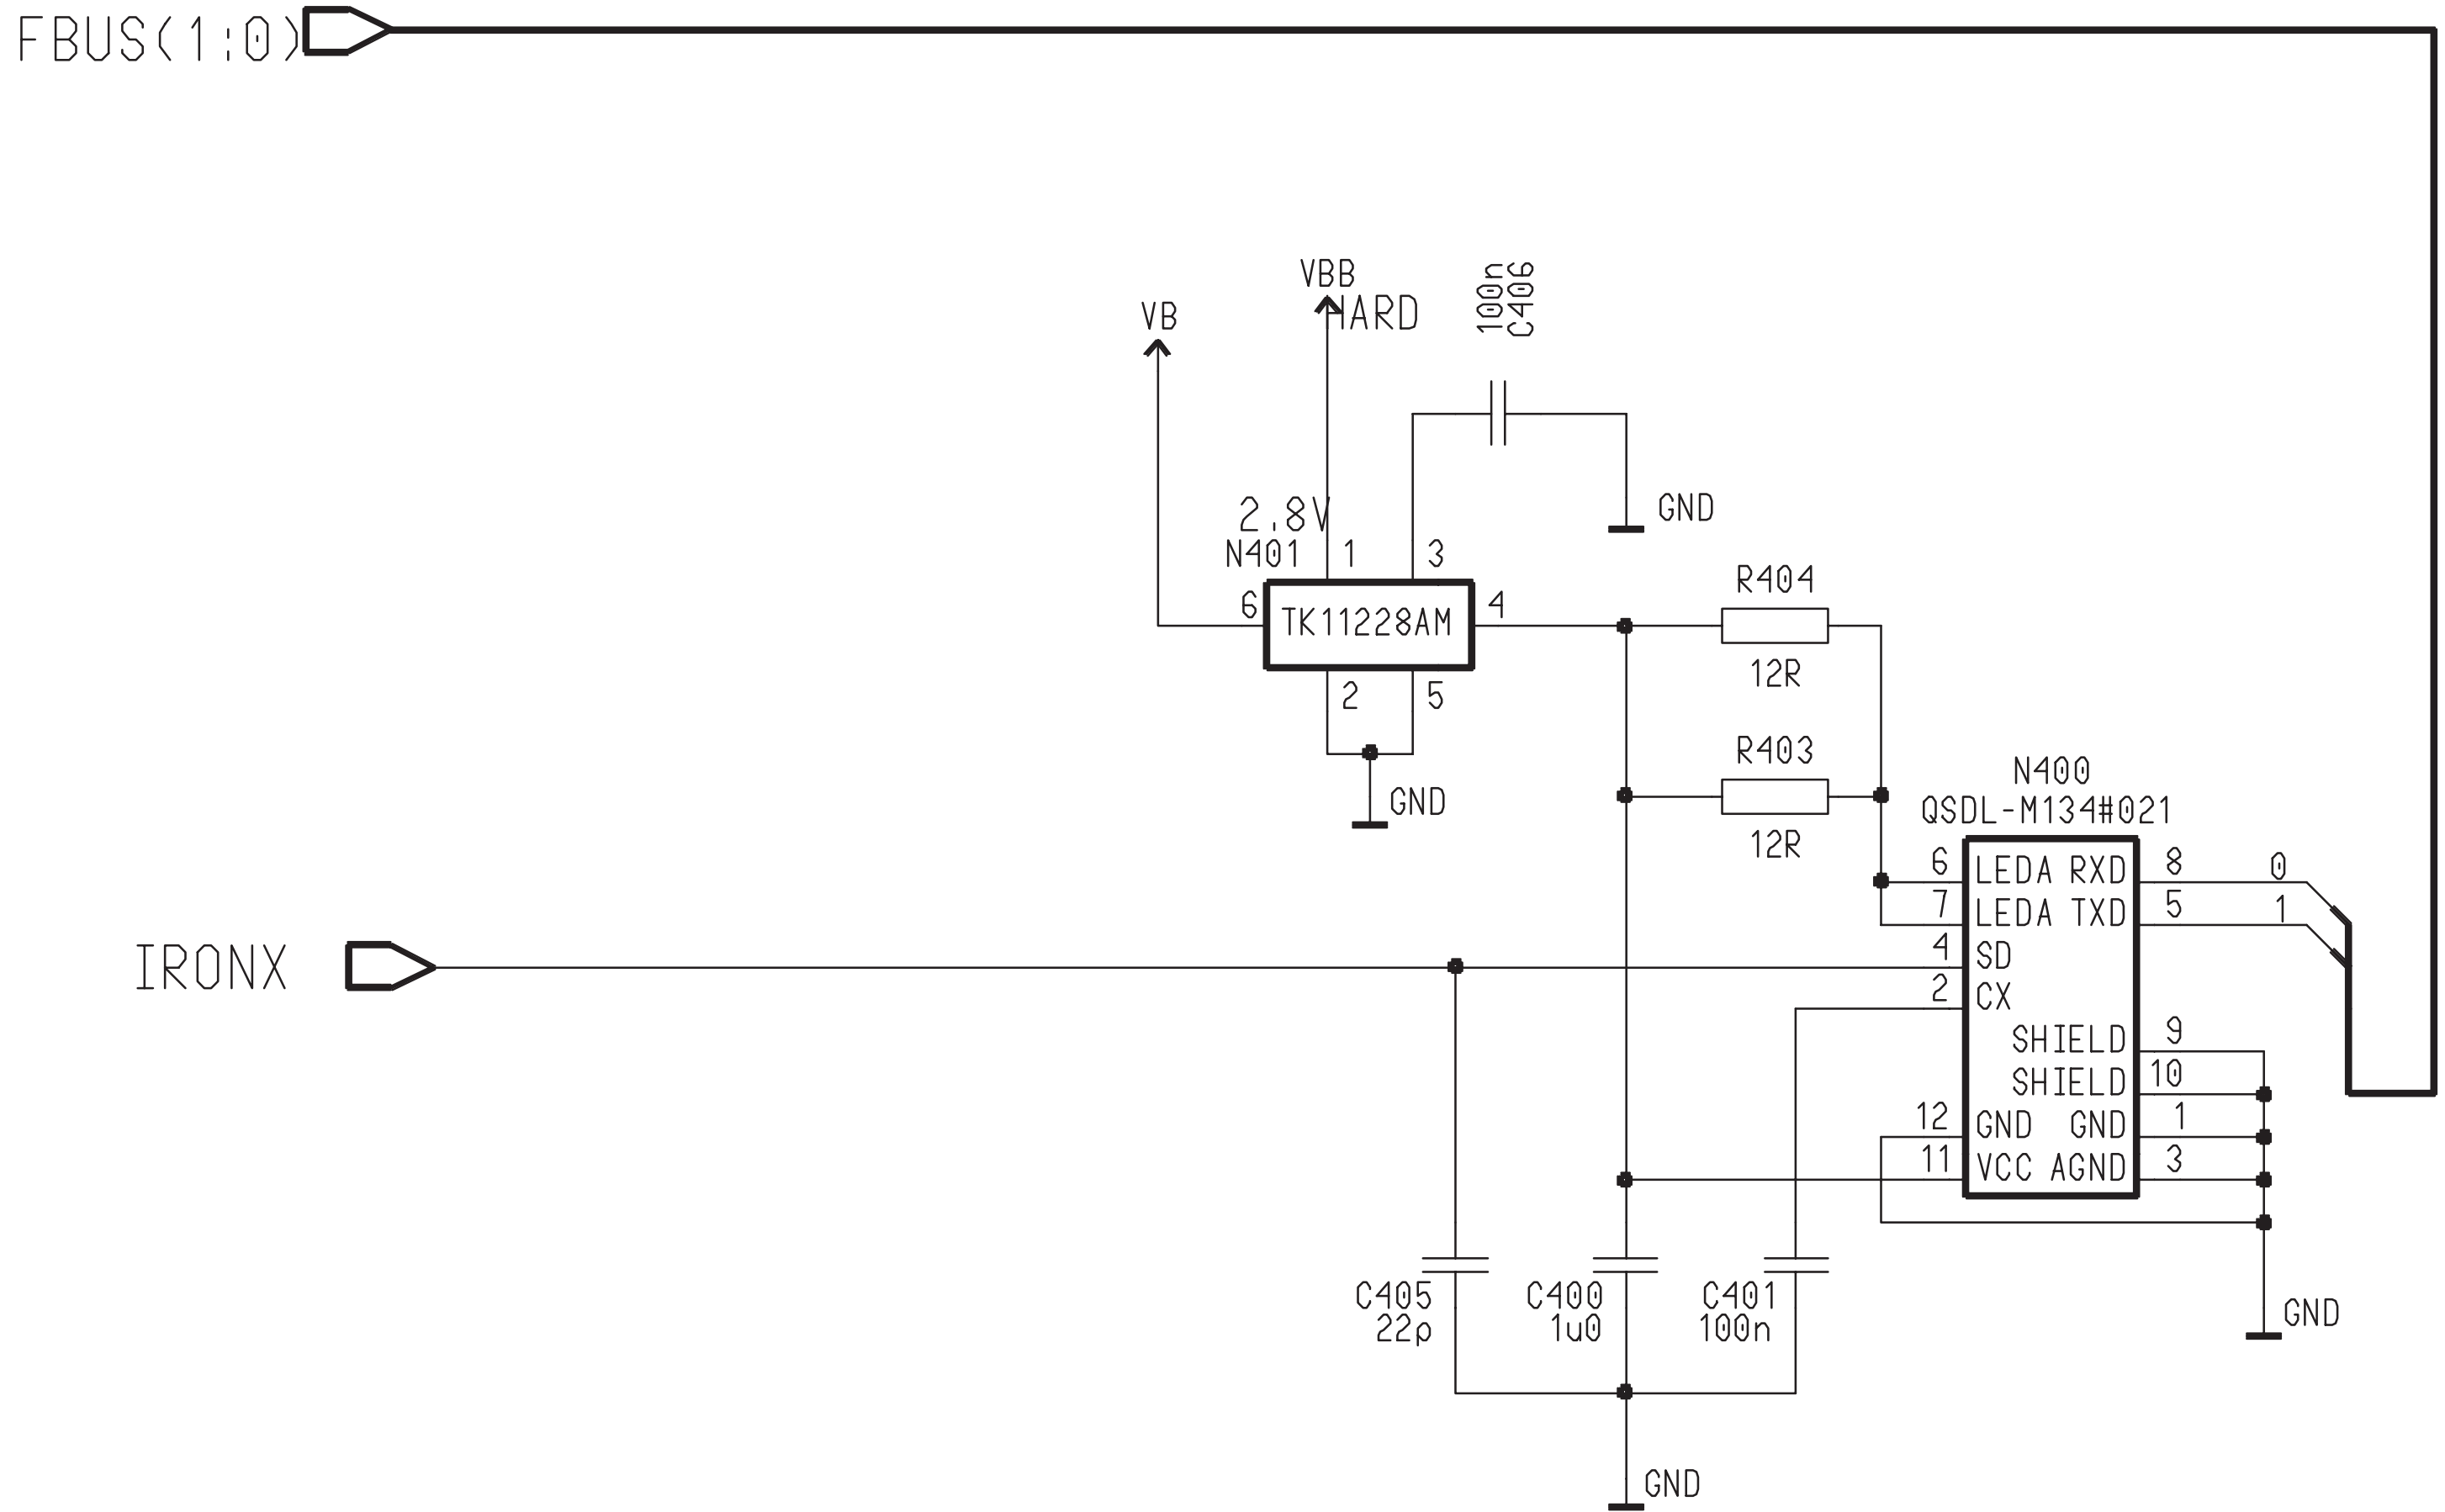 FBUS(1:0)
VBB
HARD
VB
100n
C406
2.8V
N401
1
3
GND
6
TK11228AM
4
R404
12R
2
5
GND
R403
12R
N400
QSDL-M134#021
6 LEDA RXD 8 0
7 LEDA TXD 5 1
IRONX
4 SD
2 CX
SHIELD 9
SHIELD 10
12 GND GND 1
11 VCC AGND 3
C405
22p
C400
1u0
C401
100n
GND
GND